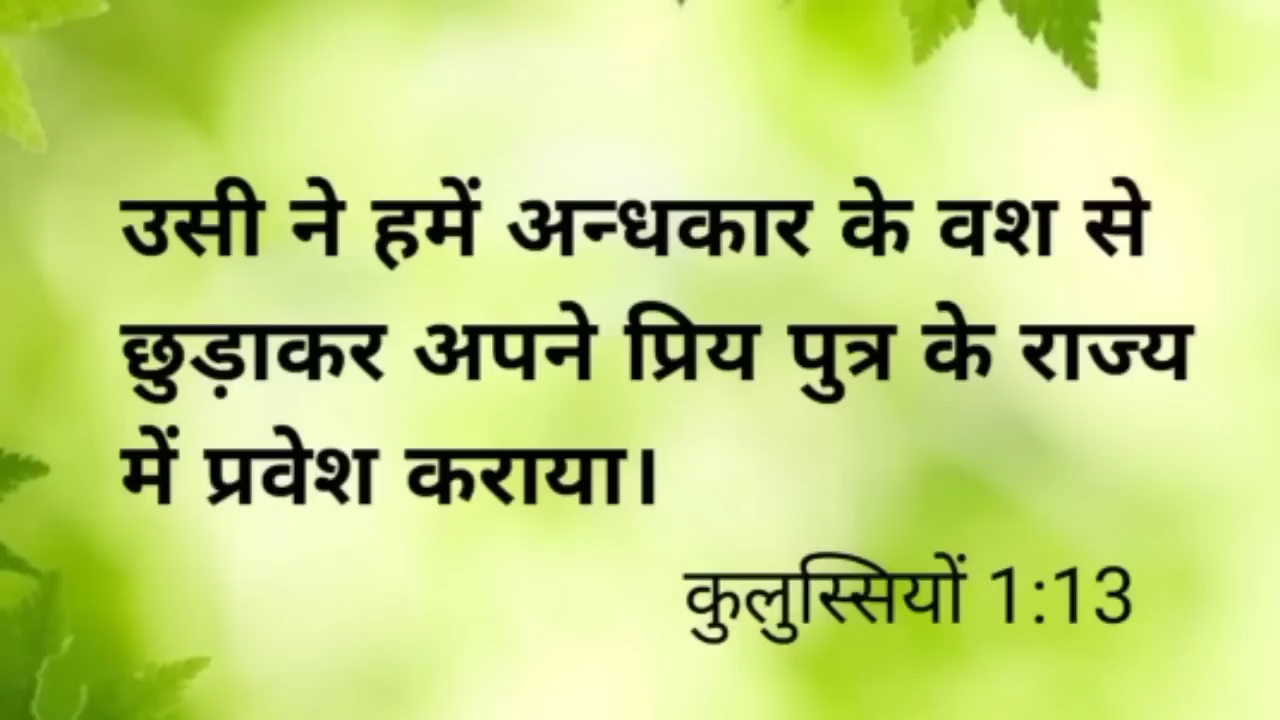 उसी ने हमें अन्धकार के वश से
छुड़ाकर अपने प्रिय पुत्र के राज्य
में प्रवेश कराया।
कुलुस्सियों 1:13